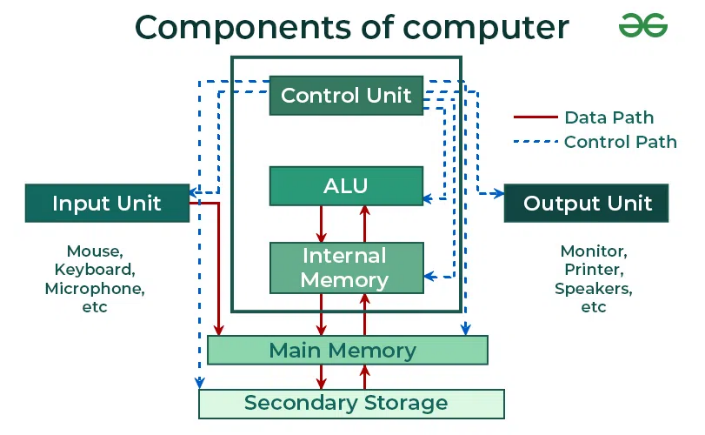 Components of computer
Control Unit
Data Path
Control Path
ALU
Input Unit
Output Unit
Mouse,
Keyboard,
Microphone,
etc
Internal
Memory
Monitor,
Printer,
Speakers,
etc
Main Memory
Secondary Storage